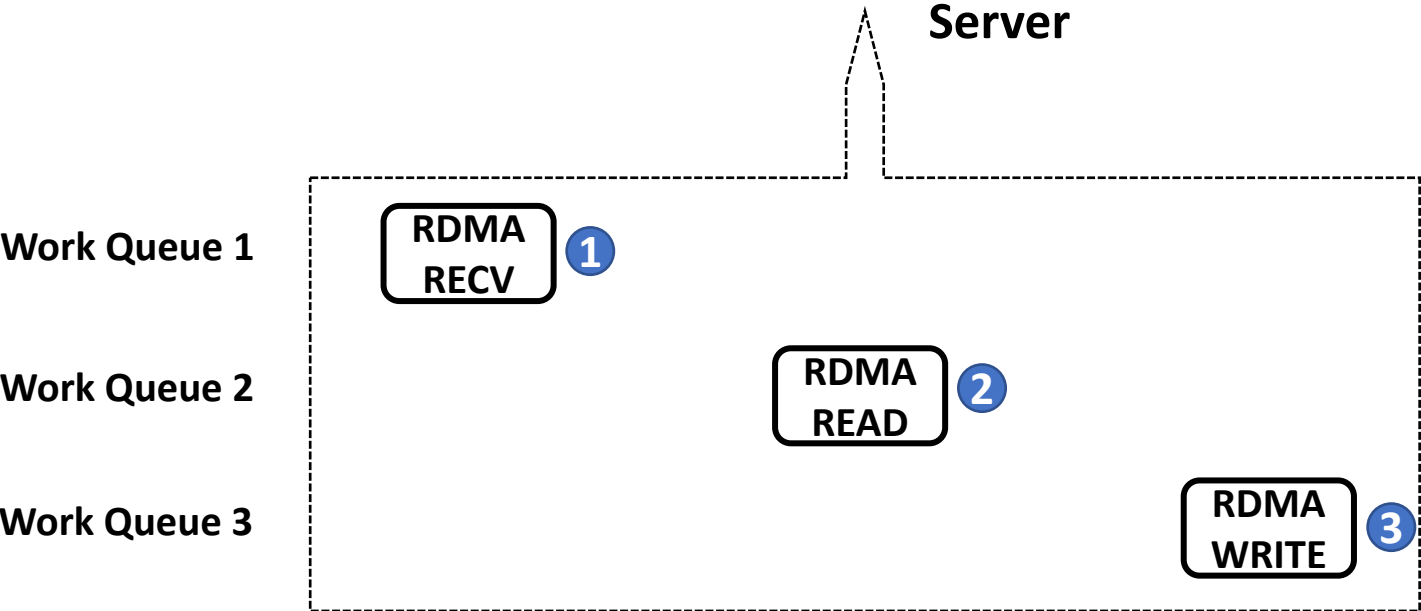 Server
Work Queue 1
RDMA
RECV
1
Work Queue 2
RDMA
READ
2
Work Queue 3
RDMA
WRITE
3